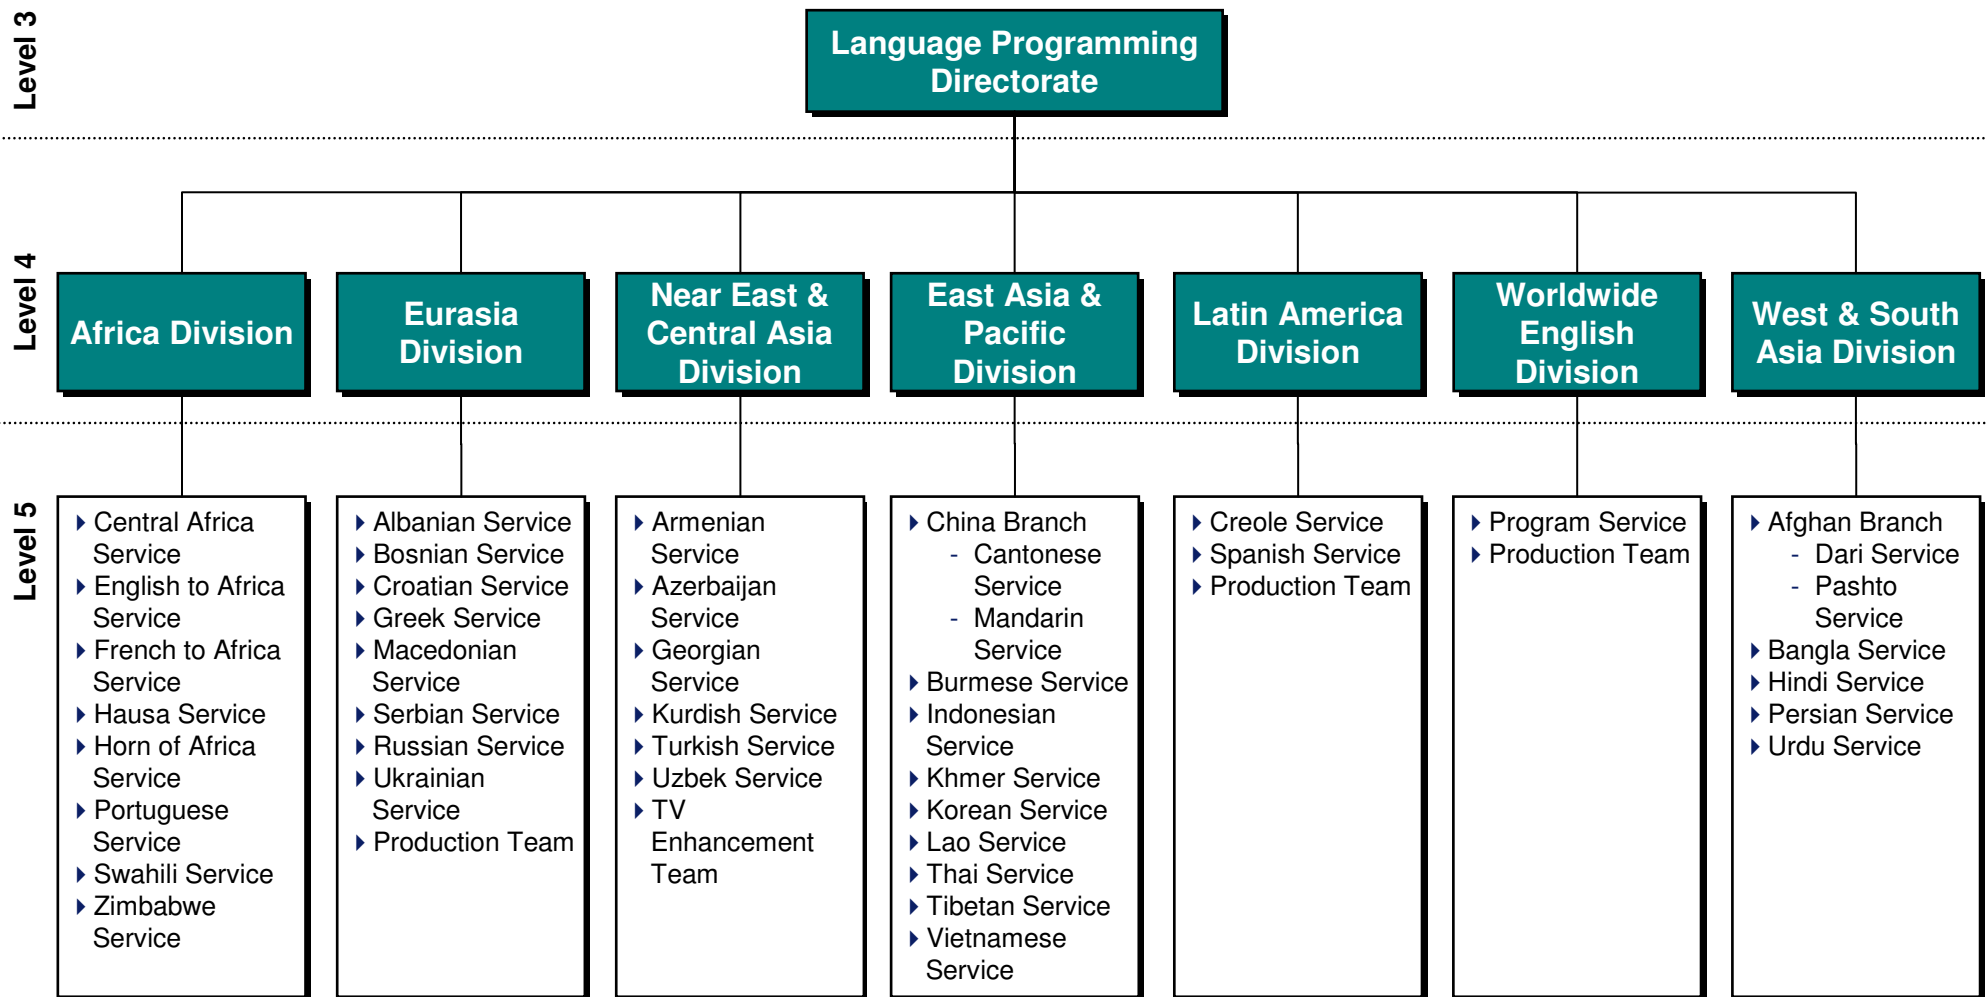 Level 3
Language Programming
Directorate
Level 4
Africa Division
Eurasia
Division
Near East &
Central Asia
Division
East Asia &
Pacific
Division
Latin America
Division
Worldwide
English
Division
West & South
Asia Division
Level 5
Central Africa
Service
English to Africa
Service
French to Africa
Service
Hausa Service
Horn of Africa
Service
Portuguese
Service
Swahili Service
Zimbabwe
Service
Albanian Service
Bosnian Service
Croatian Service
Greek Service
Macedonian
Service
Serbian Service
Russian Service
Ukrainian
Service
Production Team
Armenian
Service
Azerbaijan
Service
Georgian
Service
Kurdish Service
Turkish Service
Uzbek Service
TV
Enhancement
Team
China Branch
- Cantonese
Service
- Mandarin
Service
Burmese Service
Indonesian
Service
Khmer Service
Korean Service
Lao Service
Thai Service
Tibetan Service
Vietnamese
Service
Creole Service
Spanish Service
Production Team
Program Service
Production Team
Afghan Branch
- Dari Service
- Pashto
Service
Bangla Service
Hindi Service
Persian Service
Urdu Service